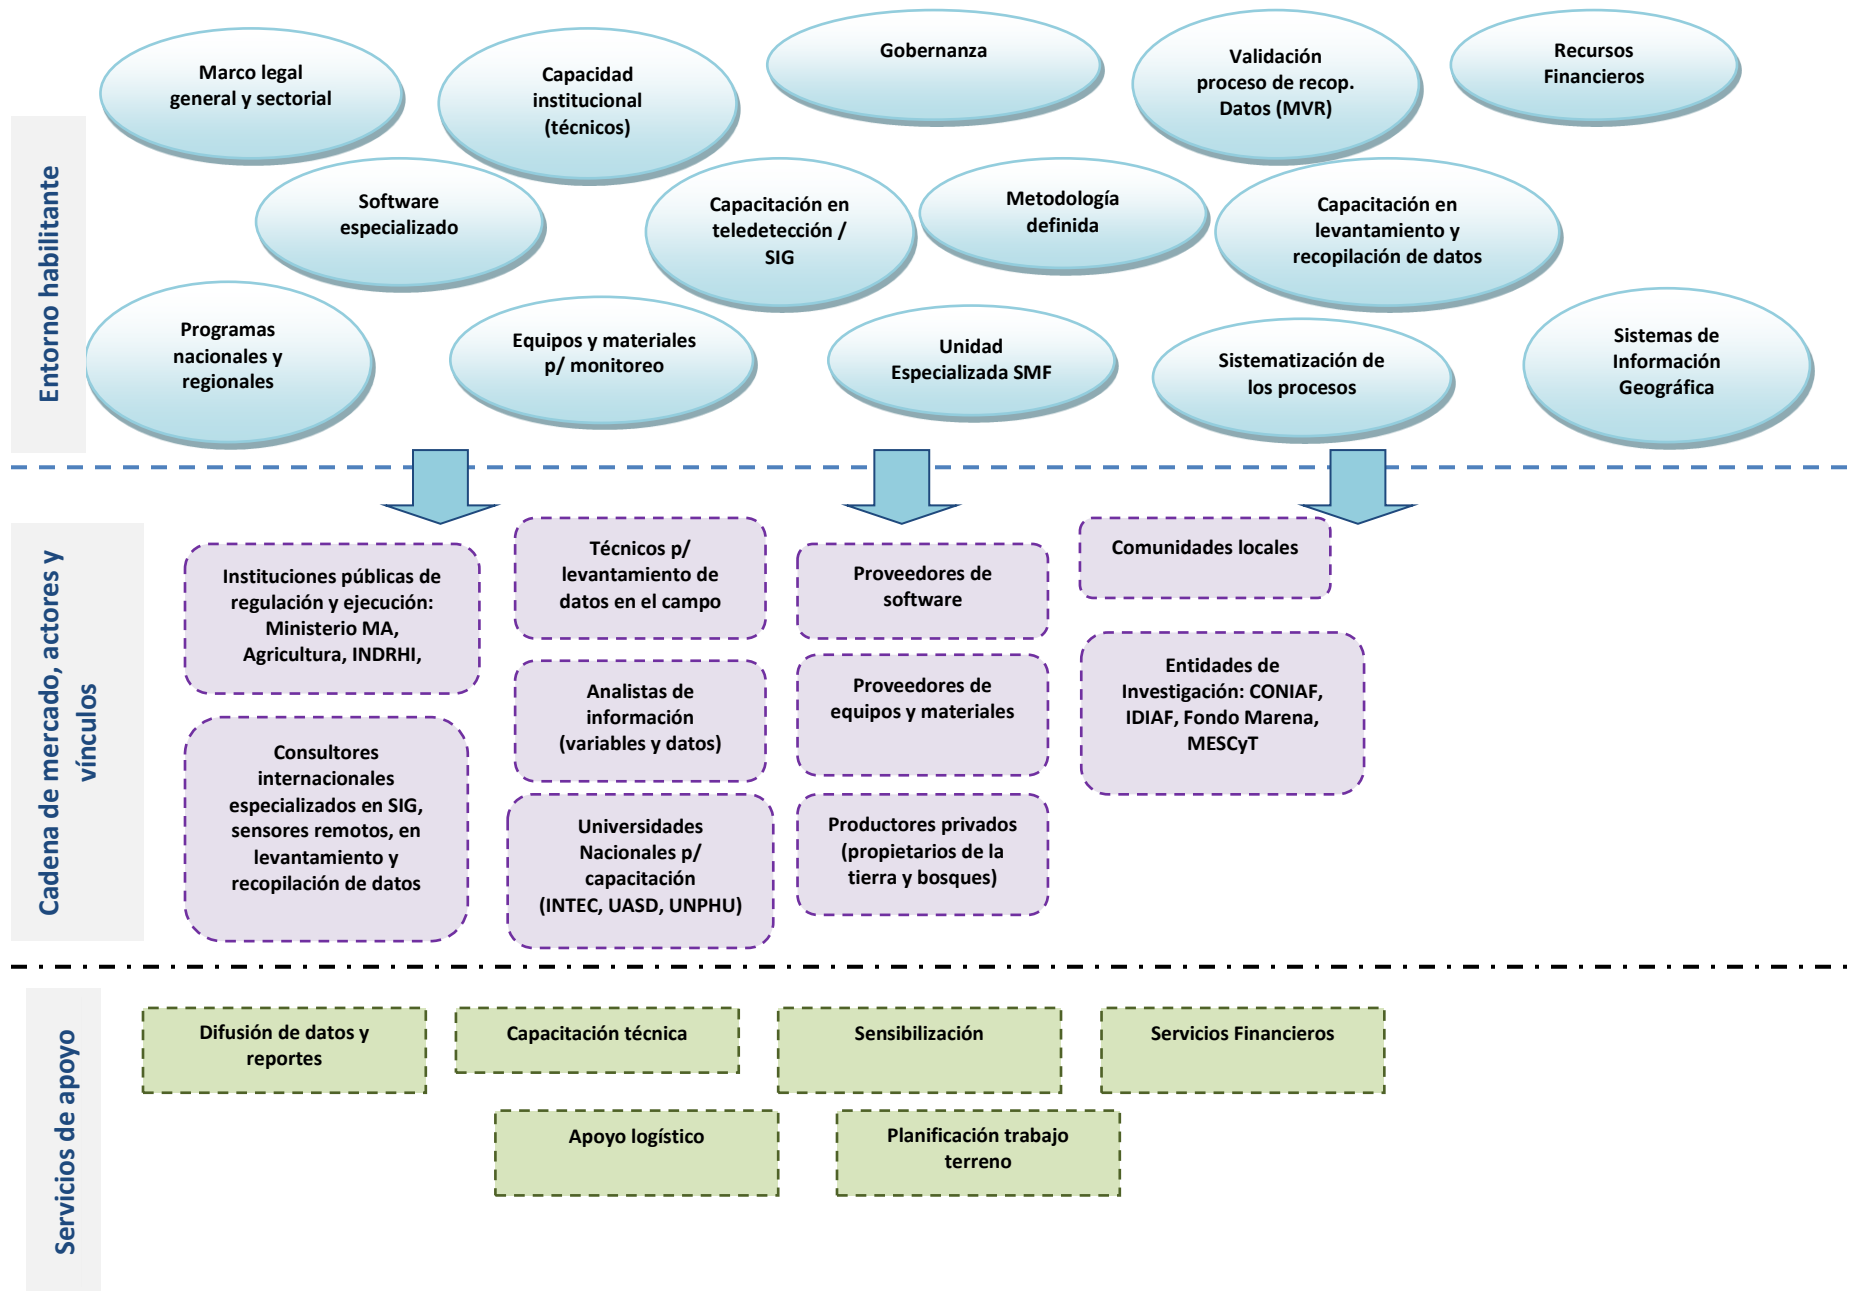 Entorno habilitante
Marco legal
general y sectorial
Capacidad
institucional
(técnicos)
Gobernanza
Validación
proceso de recop.
Datos (MVR)
Recursos
Financieros
Software
especializado
Capacitación en
teledetección /
SIG
Metodología
definida
Capacitación en
levantamiento y
recopilación de datos
Programas
nacionales y
regionales
Equipos y materiales
p/ monitoreo
Unidad
Especializada SMF
Sistematización de
los procesos
Sistemas de
Información
Geográfica
Cadena de mercado, actores y
vínculos
Instituciones públicas de
regulación y ejecución:
Ministerio MA,
Agricultura, INDRHI,
Consultores
internacionales
especializados en SIG,
sensores remotos, en
levantamiento y
recopilación de datos
Técnicos p/
levantamiento de
datos en el campo
Analistas de
información
(variables y datos)
Universidades
Nacionales p/
capacitación
(INTEC, UASD, UNPHU)
Proveedores de
software
Proveedores de
equipos y materiales
Productores privados
(propietarios de la
tierra y bosques)
Comunidades locales
Entidades de
Investigación: CONIAF,
IDIAF, Fondo Marena,
MESCyT
Servicios de apoyo
Difusión de datos y
reportes
Capacitación técnica
Sensibilización
Servicios Financieros
Apoyo logístico
Planificación trabajo
terreno